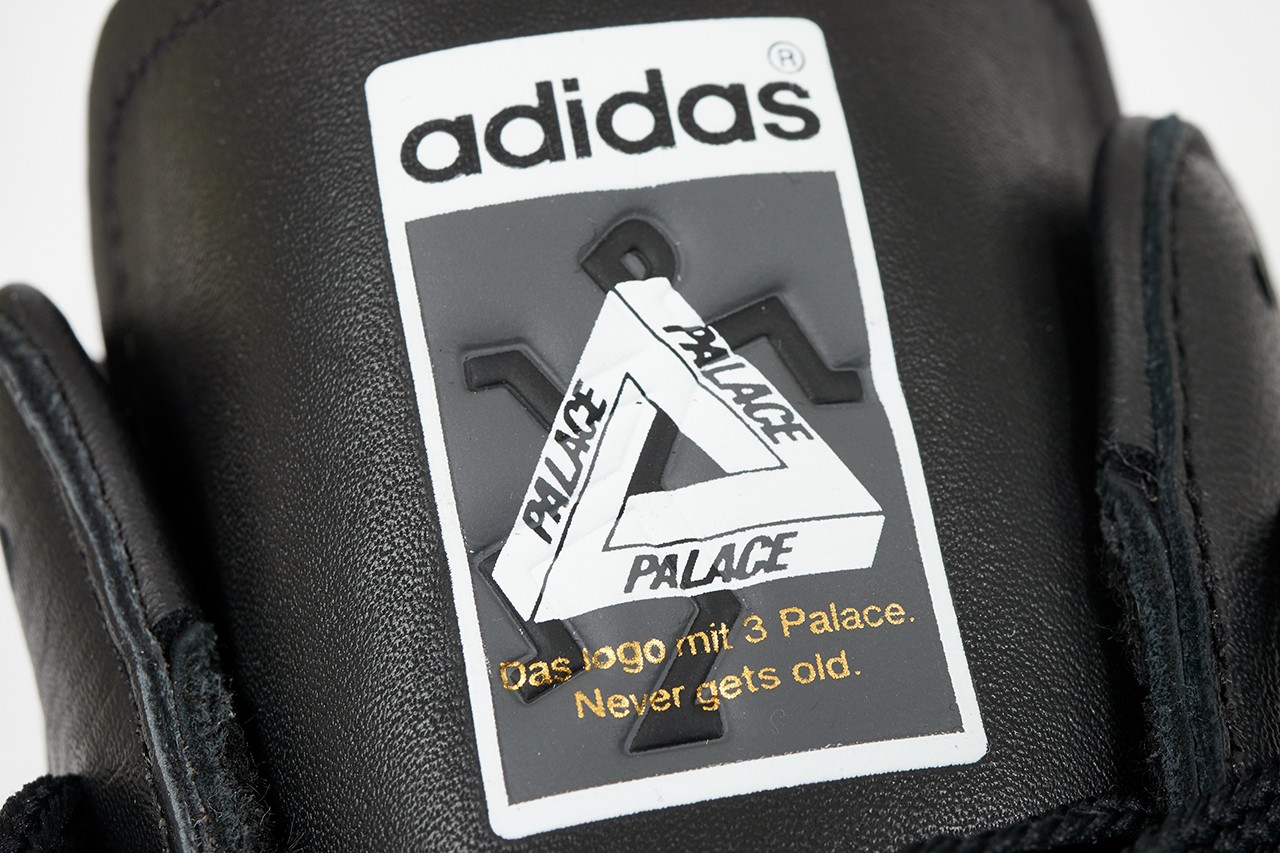 adidas®
PALACE
PALACE
PALACE
Das logo mit 3 Palace.
Never gets old.